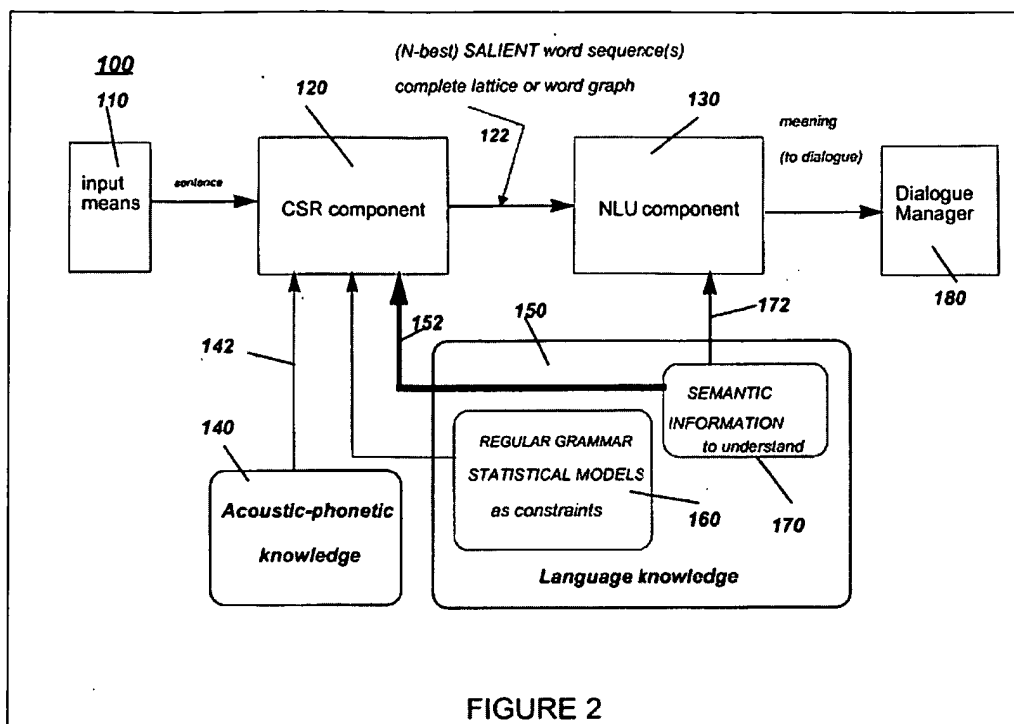 100
110
input
means
sentence
120
CSR component
(N-best) SALIENT word sequence(s)
complete lattice or word graph
122
130
NLU component
meaning
(to dialogue)
Dialogue
Manager
180
142
152
150
172
140
Acoustic-phonetic
knowledge
REGULAR GRAMMAR
STATISTICAL MODELS
as constraints
160
SEMANTIC
INFORMATION
to understand
170
Language knowledge
FIGURE 2